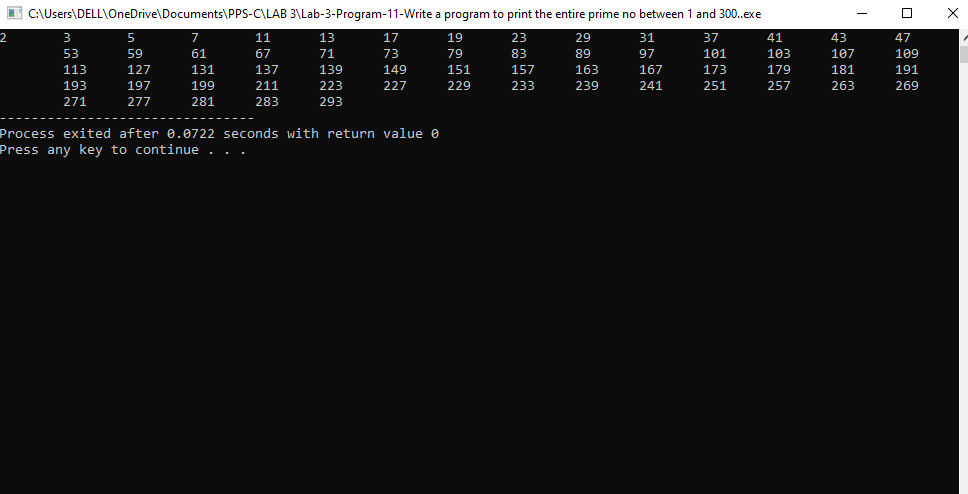 C:\Users\DELL\OneDrive\Documents\PPS-C\LAB 3\Lab-3-Program-11-Write a program to print the entire prime no between 1 and 300..exe
2 3 5 7 11 13 17 19 23 29 31 37 41 43 47
53 59 61 67 71 73 79 83 89 97 101 103 107 109
113 127 131 137 139 149 151 157 163 167 173 179 181 191
193 197 199 211 223 227 229 233 239 241 251 257 263 269
271 277 281 283 293
--------------------------------
Process exited after 0.0722 seconds with return value 0
Press any key to continue . . .